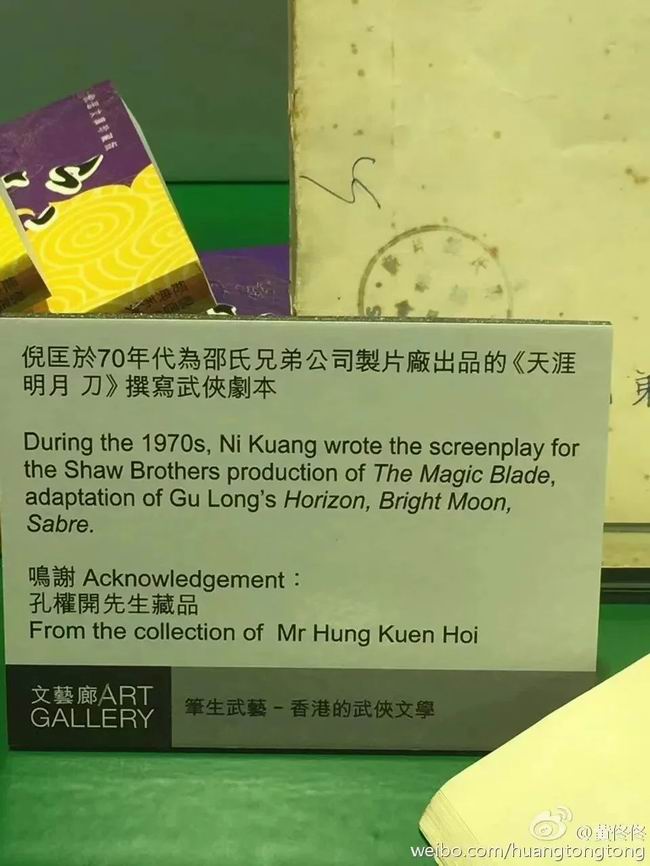 倪匡於70年代為邵氏兄弟公司製片廠出品的《天涯
明月 刀》撰寫武俠劇本
During the 1970s, Ni Kuang wrote the screenplay for
the Shaw Brothers production of The Magic Blade,
adaptation of Gu Long's Horizon, Bright Moon,
Sabre.
鳴謝 Acknowledgement：
孔權開先生藏品
From the collection of Mr Hung Kuen Hoi
文藝廊ART
GALLERY
筆生武藝 - 香港的武俠文學
@黃佟佟
weibo.com/huangtongtong